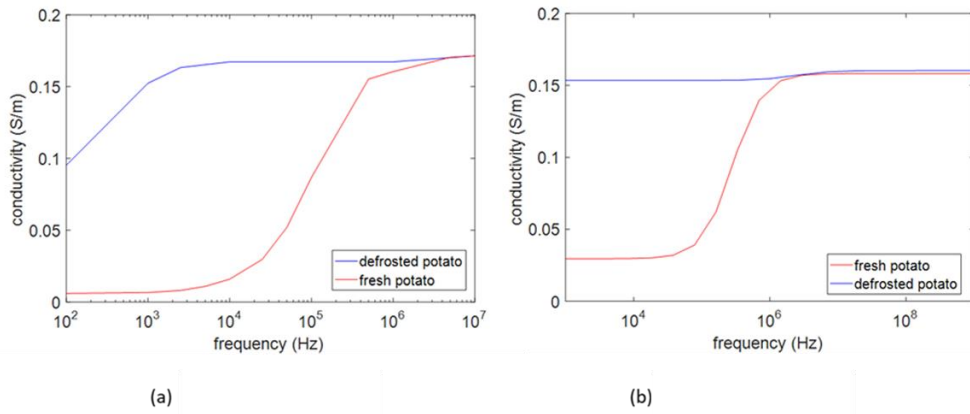 0.2
0.15
0.1
0.05
0
conductivity (S/m)
defrosted potato
fresh potato
10^2 10^3 10^4 10^5 10^6 10^7
frequency (Hz)
(a)
0.2
0.15
0.1
0.05
0
conductivity (S/m)
fresh potato
defrosted potato
10^4 10^6 10^8
frequency (Hz)
(b)